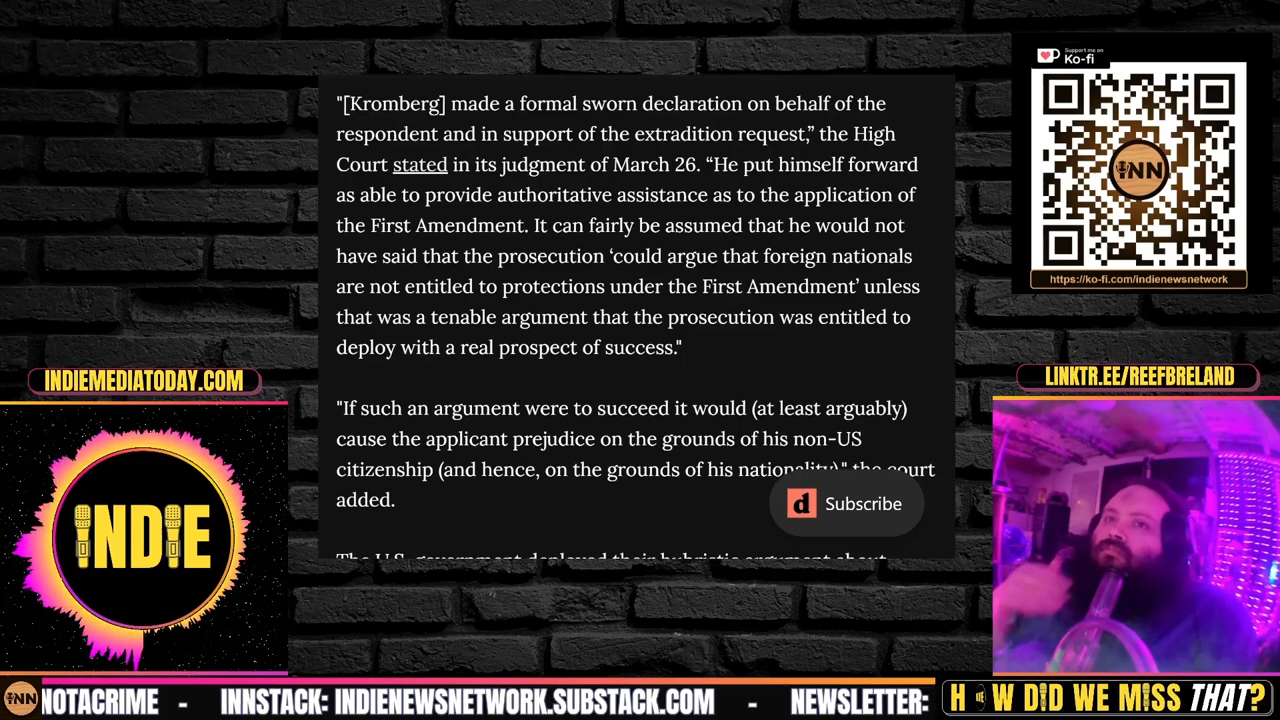 "[Kromberg] made a formal sworn declaration on behalf of the
respondent and in support of the extradition request,” the High
Court stated in its judgment of March 26. “He put himself forward
as able to provide authoritative assistance as to the application of
the First Amendment. It can fairly be assumed that he would not
have said that the prosecution ‘could argue that foreign nationals
are not entitled to protections under the First Amendment’ unless
that was a tenable argument that the prosecution was entitled to
deploy with a real prospect of success."
"If such an argument were to succeed it would (at least arguably)
cause the applicant prejudice on the grounds of his non-US
citizenship (and hence, on the grounds of his nationality)," the court
added.
d Subscribe
The U.S. government deployed their hubristic argument about
Support me on
Ko-fi
INN
https://ko-fi.com/indienewsnetwork
INDIEMEDIATODAY.COM
LINKTR.EE/REEFBRELAND
INDIE
INN
NOTACRIME - INNSTACK: INDIENEWSNETWORK.SUBSTACK.COM - NEWSLETTER:
HOW DID WE MISS THAT?